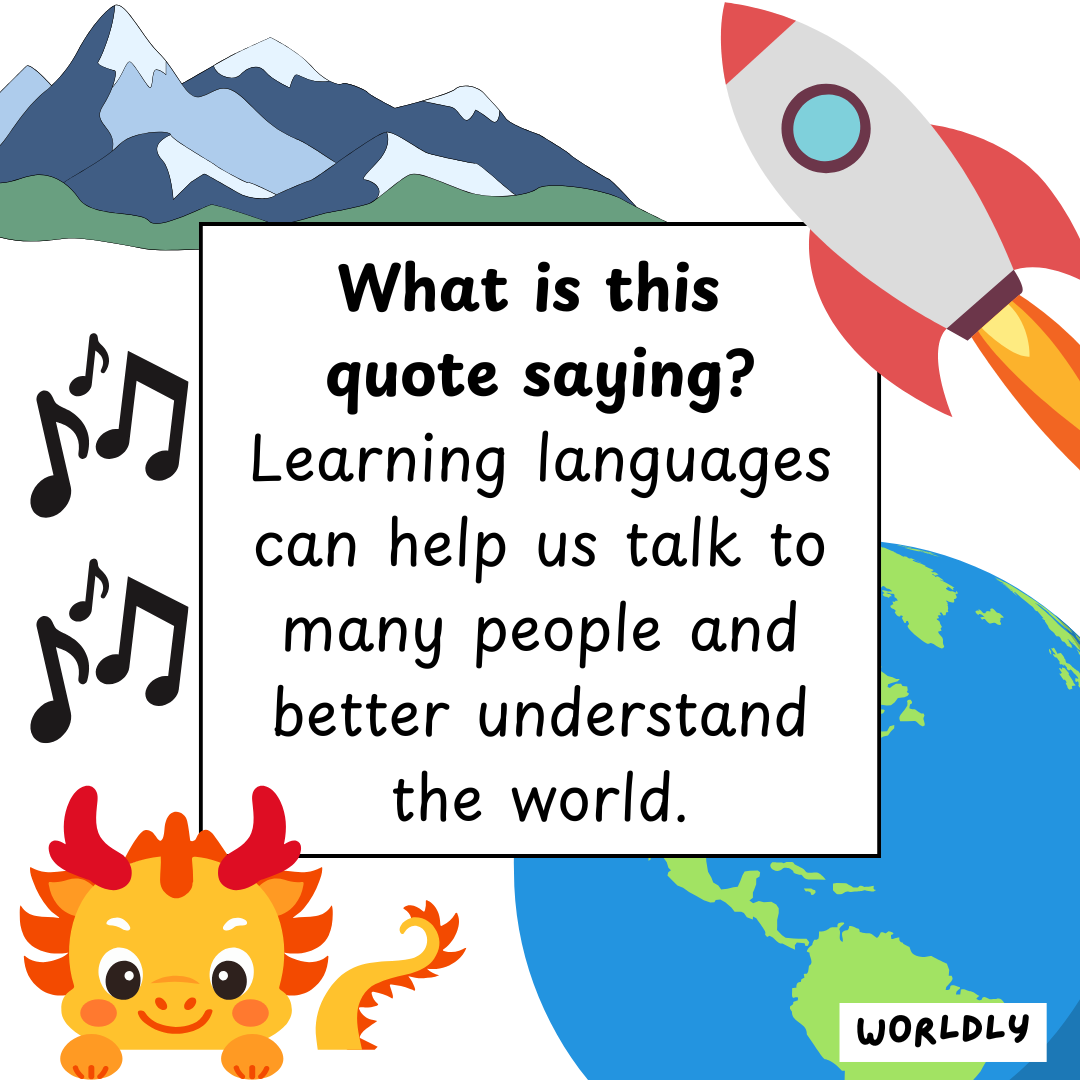 What is this
quote saying?
Learning languages
can help us talk to
many people and
better understand
the world.
WORLDLY